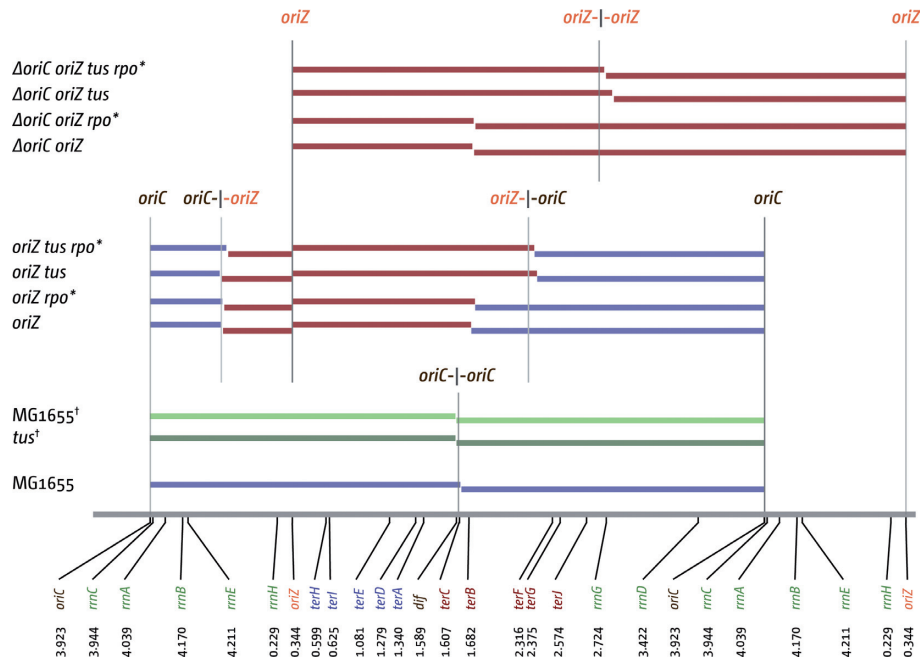 oriZ oriZ-|-oriZ oriZ
ΔoriC oriZ tus rpo*
ΔoriC oriZ tus
ΔoriC oriZ rpo*
ΔoriC oriZ
oriC oriC-|-oriZ oriZ-|-oriC oriC
oriZ tus rpo*
oriZ tus
oriZ rpo*
oriZ
oriC-|-oriC
MG1655†
tus†
MG1655
oriC rrnC rrnA rrnB rrnE rrnH oriZ terH terI terE terD terA dif terC terB terF terG terJ rrnG rrnD oriC rrnC rrnA rrnB rrnE rrnH oriZ
3.923 3.944 4.039 4.170 4.211 0.229 0.344 0.599 0.625 1.081 1.279 1.340 1.589 1.607 1.682 2.316 2.375 2.574 2.724 3.422 3.923 3.944 4.039 4.170 4.211 0.229 0.344